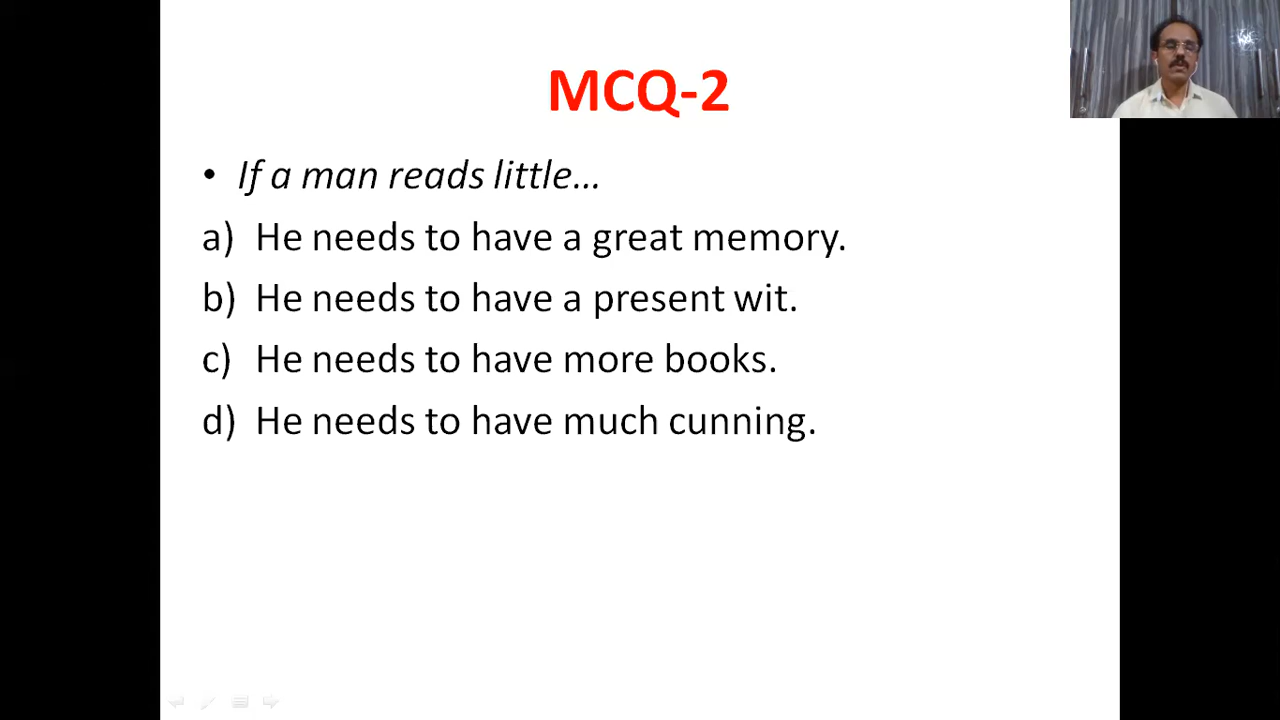 MCQ-2
• If a man reads little...
a) He needs to have a great memory.
b) He needs to have a present wit.
c) He needs to have more books.
d) He needs to have much cunning.